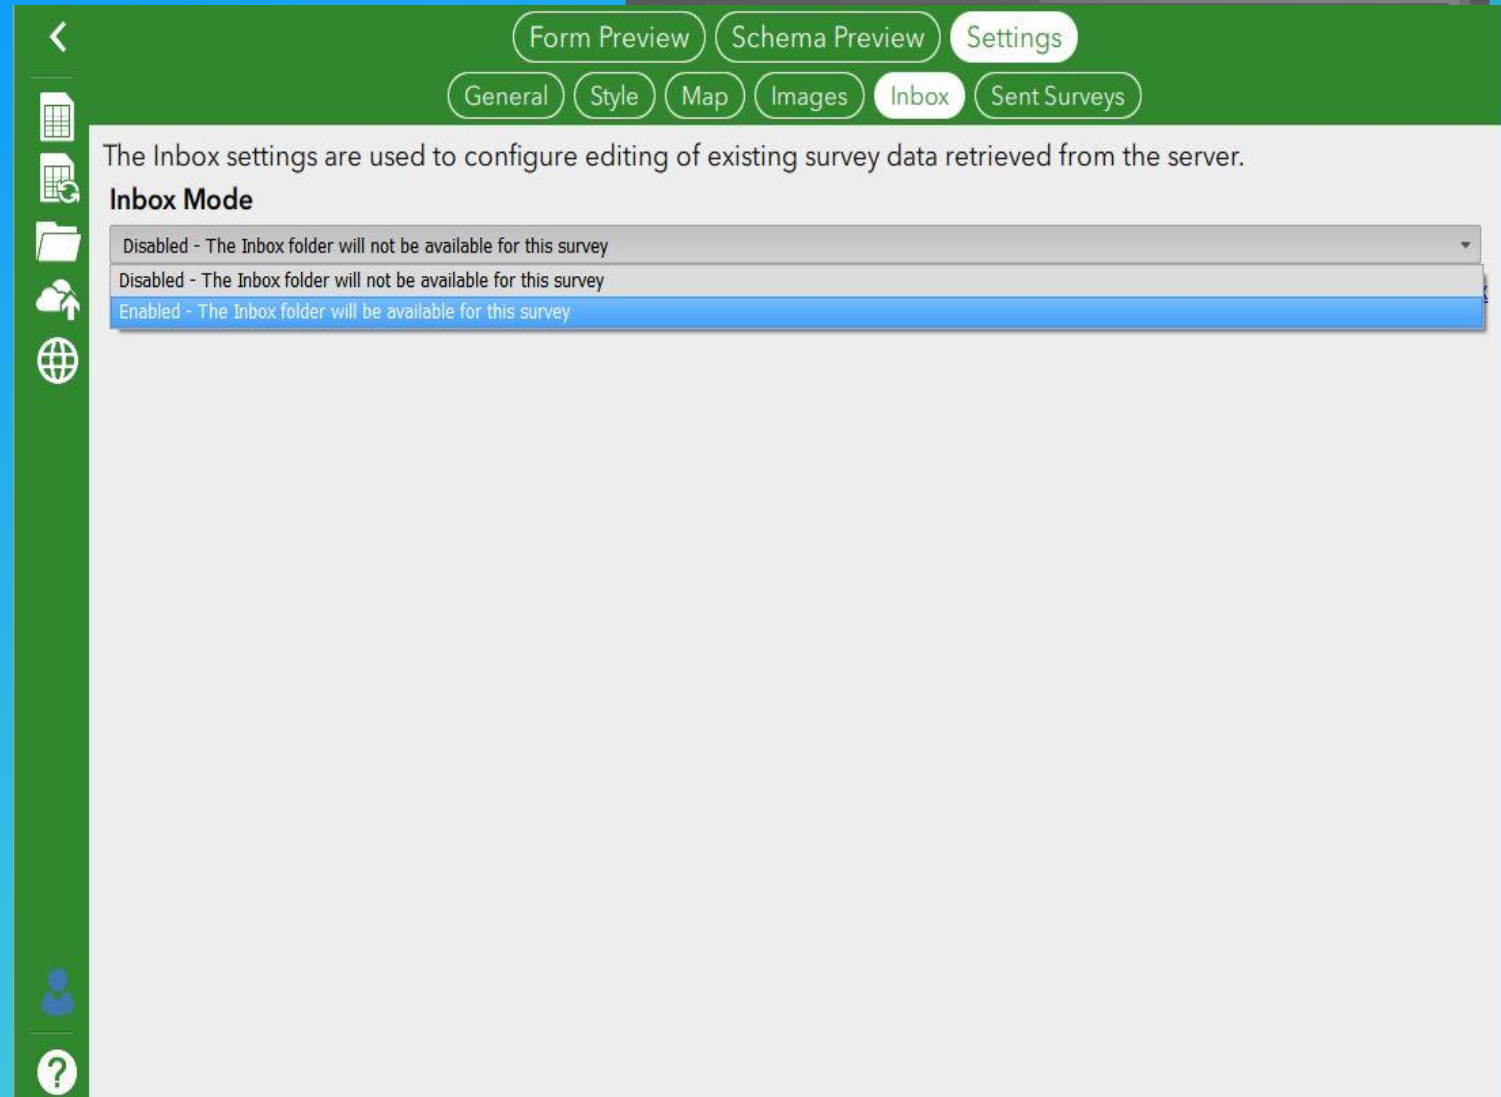 Form Preview Schema Preview Settings
General Style Map Images Inbox Sent Surveys
The Inbox settings are used to configure editing of existing survey data retrieved from the server.
Inbox Mode
Disabled - The Inbox folder will not be available for this survey
Disabled - The Inbox folder will not be available for this survey
Enabled - The Inbox folder will be available for this survey
?